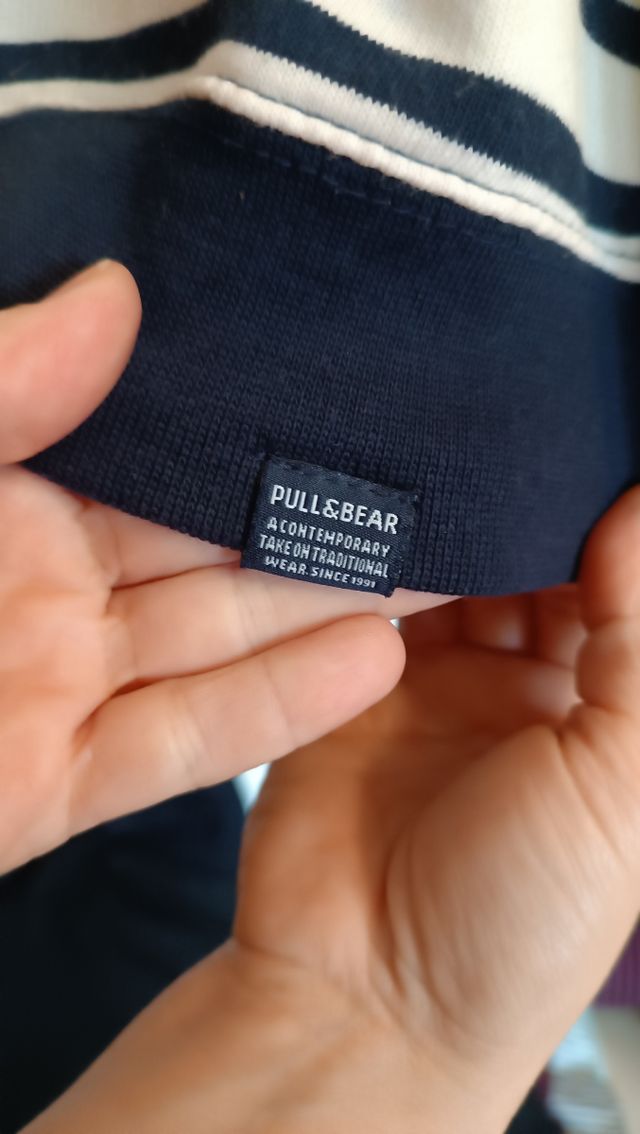 PULL&BEAR
A CONTEMPORARY
TAKE ON TRADITIONAL
WEAR. SINCE 1991